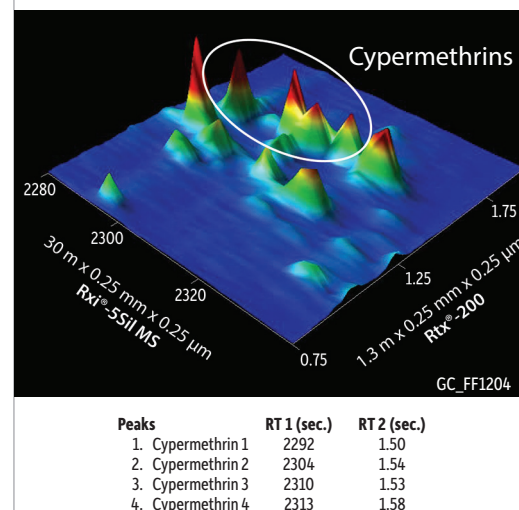 Cypermethrins
2280
2300
2320
30 m x 0.25 mm x 0.25 µm
Rxi®-5Sil MS
0.75
1.25
1.75
1.3 m x 0.25 mm x 0.25 µm
Rtx®-200
GC_FF1204
Peaks RT 1 (sec.) RT 2 (sec.)
1. Cypermethrin 1 2292 1.50
2. Cypermethrin 2 2304 1.54
3. Cypermethrin 3 2310 1.53
4. Cypermethrin 4 2313 1.58